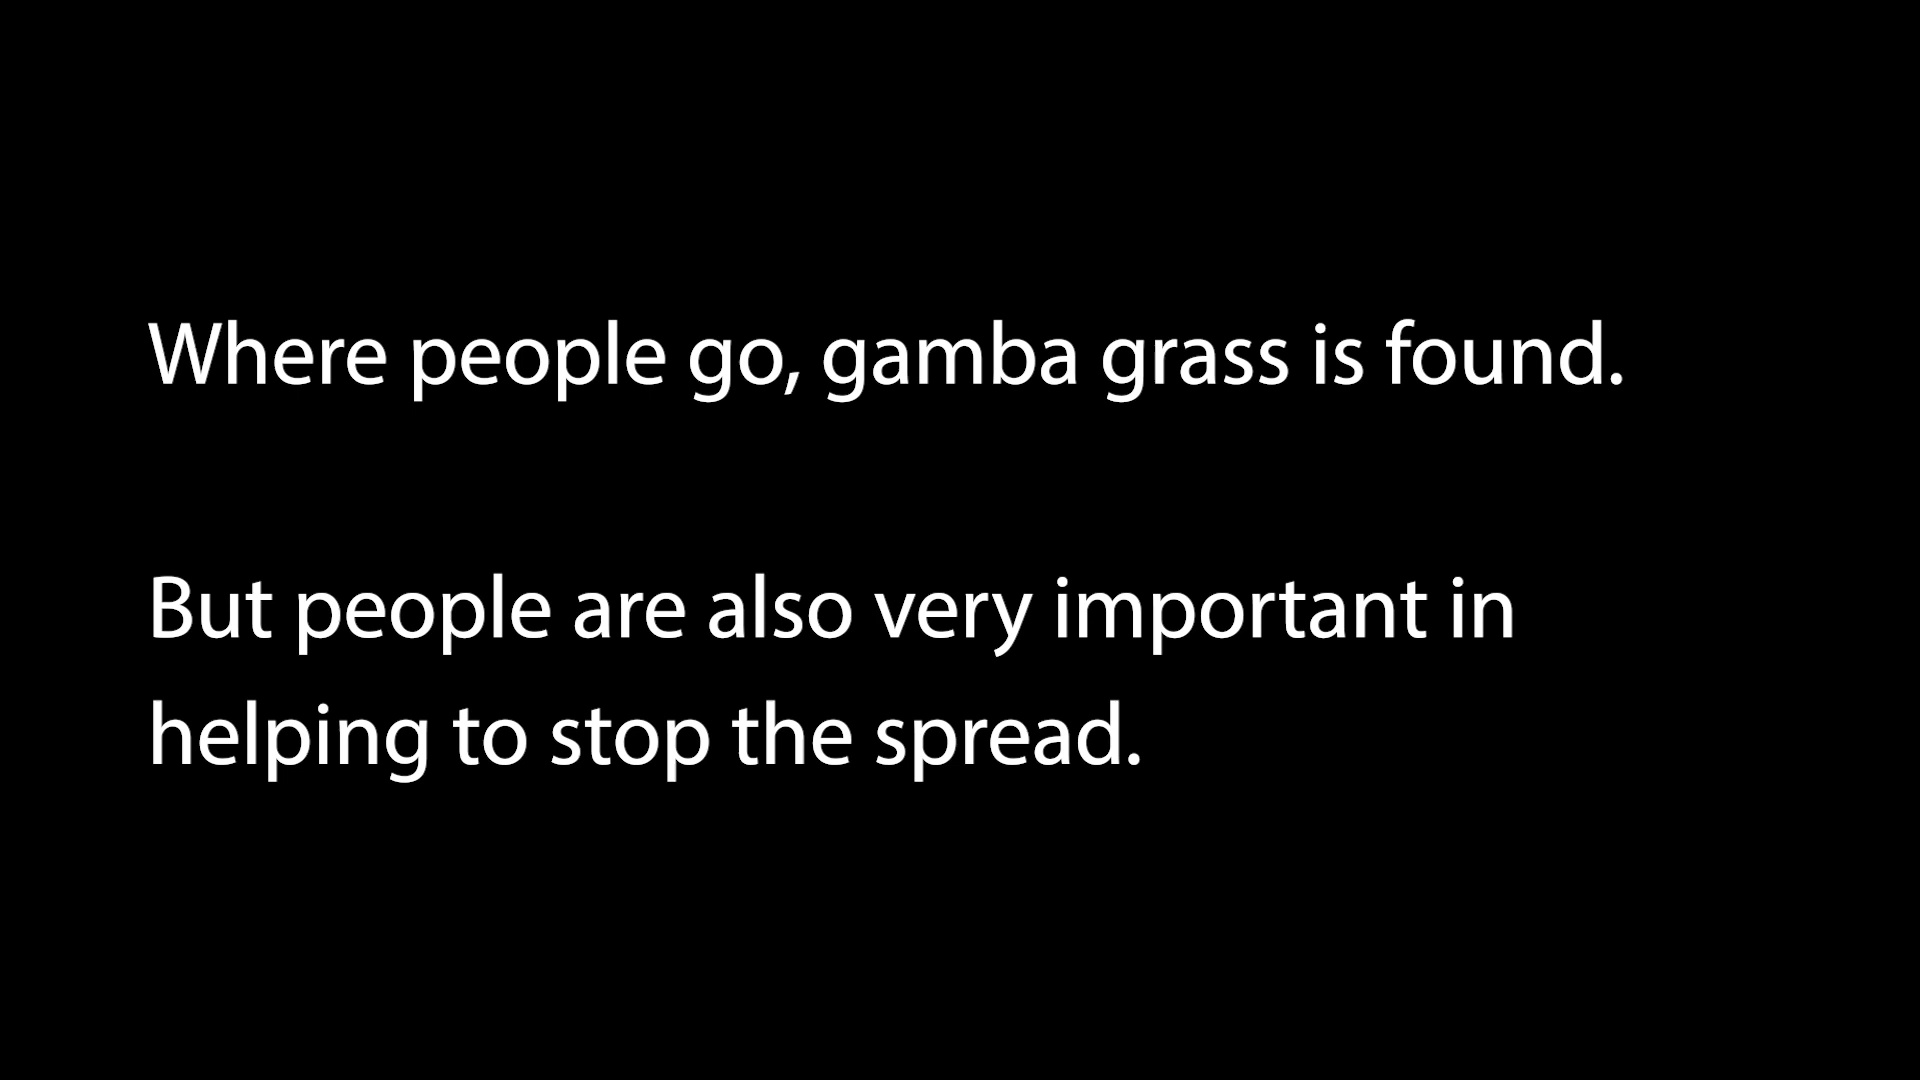 Where people go, gamba grass is found.
But people are also very important in
helping to stop the spread.